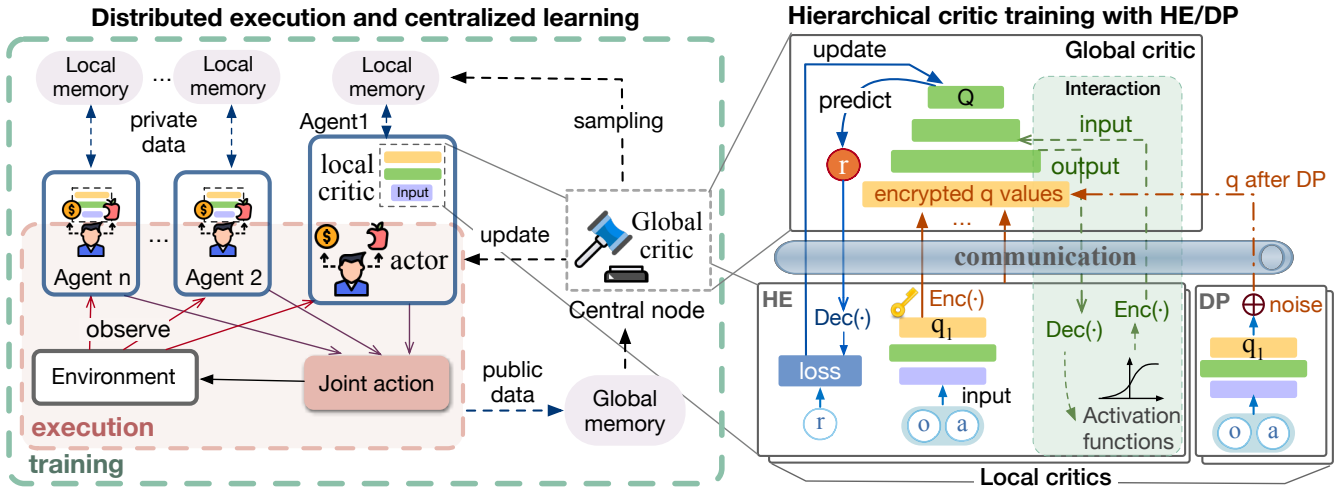 Distributed execution and centralized learning
Local
memory
...
Local
memory
Local
memory
private
data
Agent1
local
critic
Input
sampling
Global
critic
Central node
update
...
Agent n
Agent 2
actor
observe
Environment
Joint action
public
data
Global
memory
execution
training
Hierarchical critic training with HE/DP
update
Global critic
Q
predict
Interaction
input
output
r
encrypted q values
...
q after DP
communication
HE
Enc(·)
Dec(·)
q₁
loss
r
input
o
a
Dec(·)
Enc(·)
Activation
functions
DP
noise
q₁
o
a
Local critics